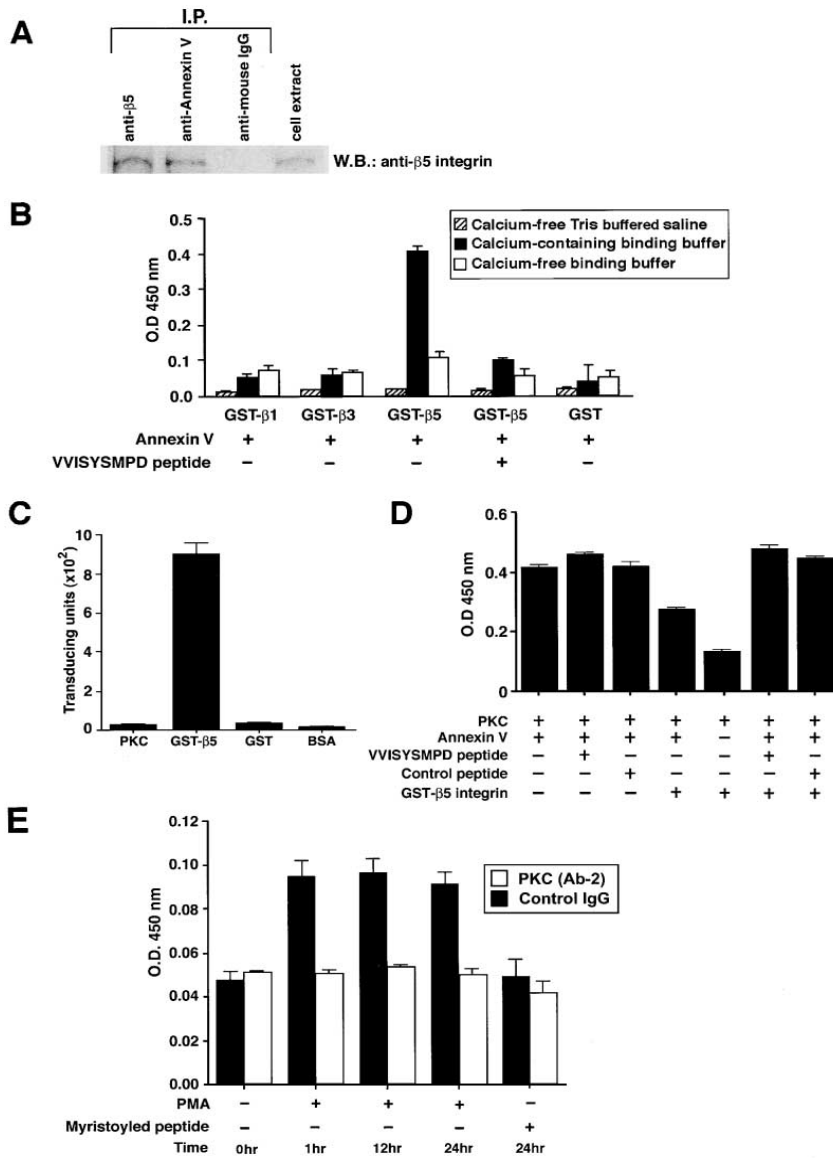 A
I.P.
anti-β5
anti-Annexin V
anti-mouse IgG
cell extract
W.B.: anti-β5 integrin
B
O.D 450 nm
0.5
0.4
0.3
0.2
0.1
0.0
Calcium-free Tris buffered saline
Calcium-containing binding buffer
Calcium-free binding buffer
GST-β1 GST-β3 GST-β5 GST-β5 GST
Annexin V + + + + +
VVISYSMPD peptide − − − + −
C
Transducing units (x10²)
10
8
6
4
2
0
PKC GST-β5 GST BSA
D
O.D 450 nm
0.6
0.4
0.2
0
PKC + + + + + + +
Annexin V + + + + − + +
VVISYSMPD peptide − + − − − + −
Control peptide − − + − − − +
GST-β5 integrin − − − + + + +
E
O.D. 450 nm
0.12
0.10
0.08
0.06
0.04
0.02
0.00
PKC (Ab-2)
Control IgG
PMA − + + + −
Myristoyled peptide − − − − +
Time 0hr 1hr 12hr 24hr 24hr